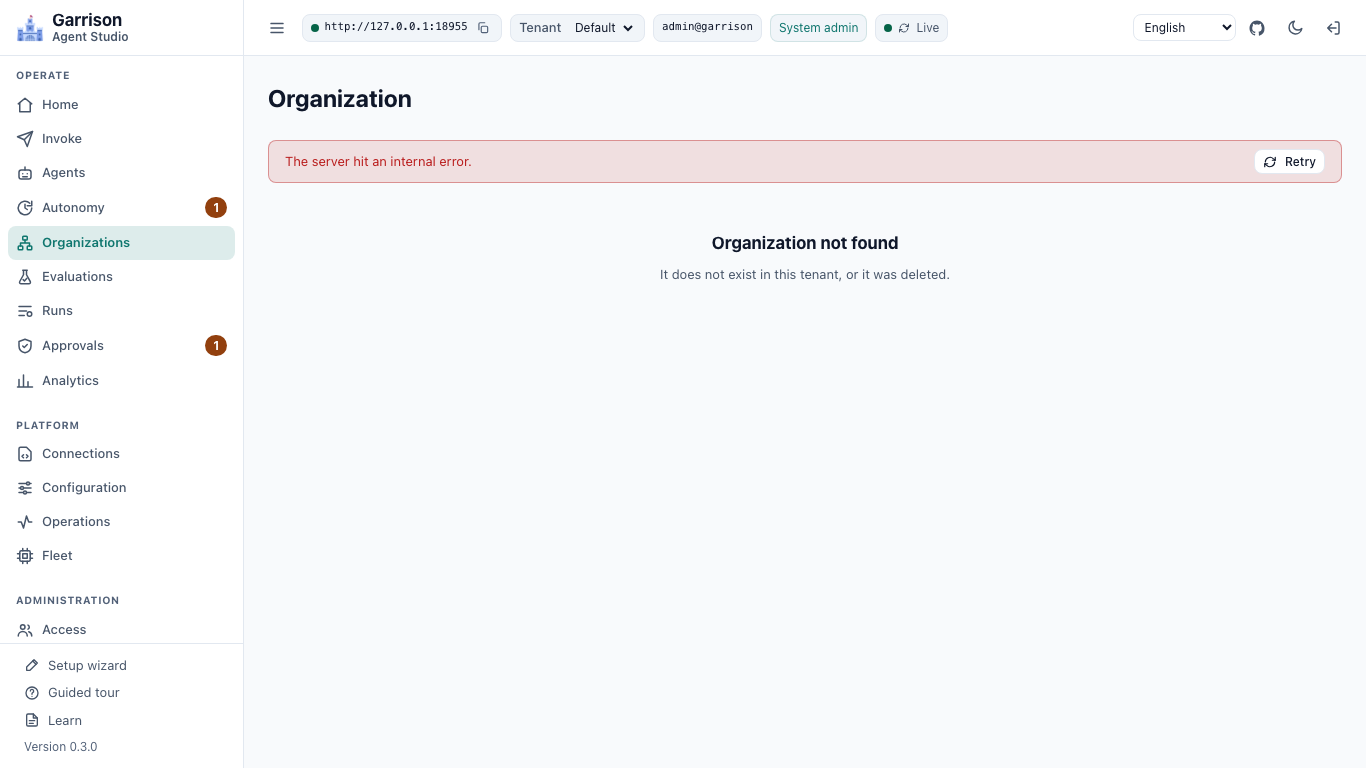 Garrison
Agent Studio
http://127.0.0.1:18955
Tenant Default
admin@garrison
System admin
Live
English
OPERATE
Home
Invoke
Agents
Autonomy 1
Organizations
Evaluations
Runs
Approvals 1
Analytics
PLATFORM
Connections
Configuration
Operations
Fleet
ADMINISTRATION
Access
Setup wizard
Guided tour
Learn
Version 0.3.0
Organization
The server hit an internal error.
Retry
Organization not found
It does not exist in this tenant, or it was deleted.